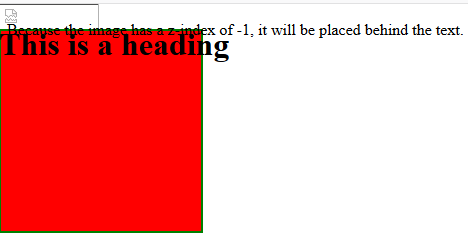 Because the image has a z-index of -1, it will be placed behind the text.
This is a heading